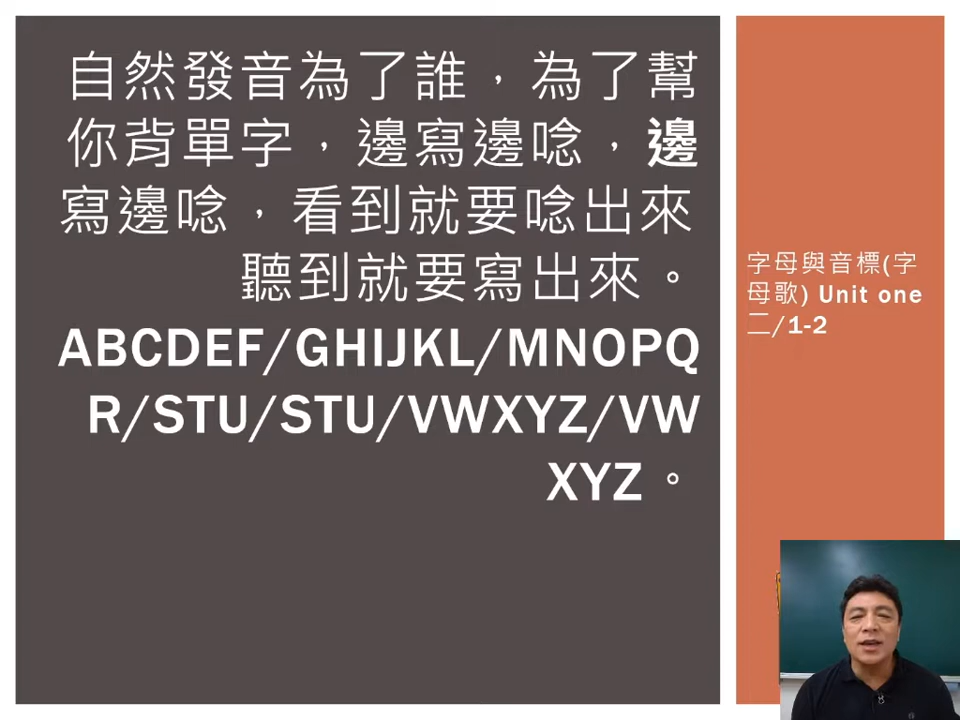 自然發音為了誰，為了幫
你背單字，邊寫邊唸，邊
寫邊唸，看到就要唸出來
聽到就要寫出來。
ABCDEF/GHIJKL/MNOPQ
R/STU/STU/VWXYZ/VW
XYZ。
字母與音標(字
母歌) Unit one
二/1-2